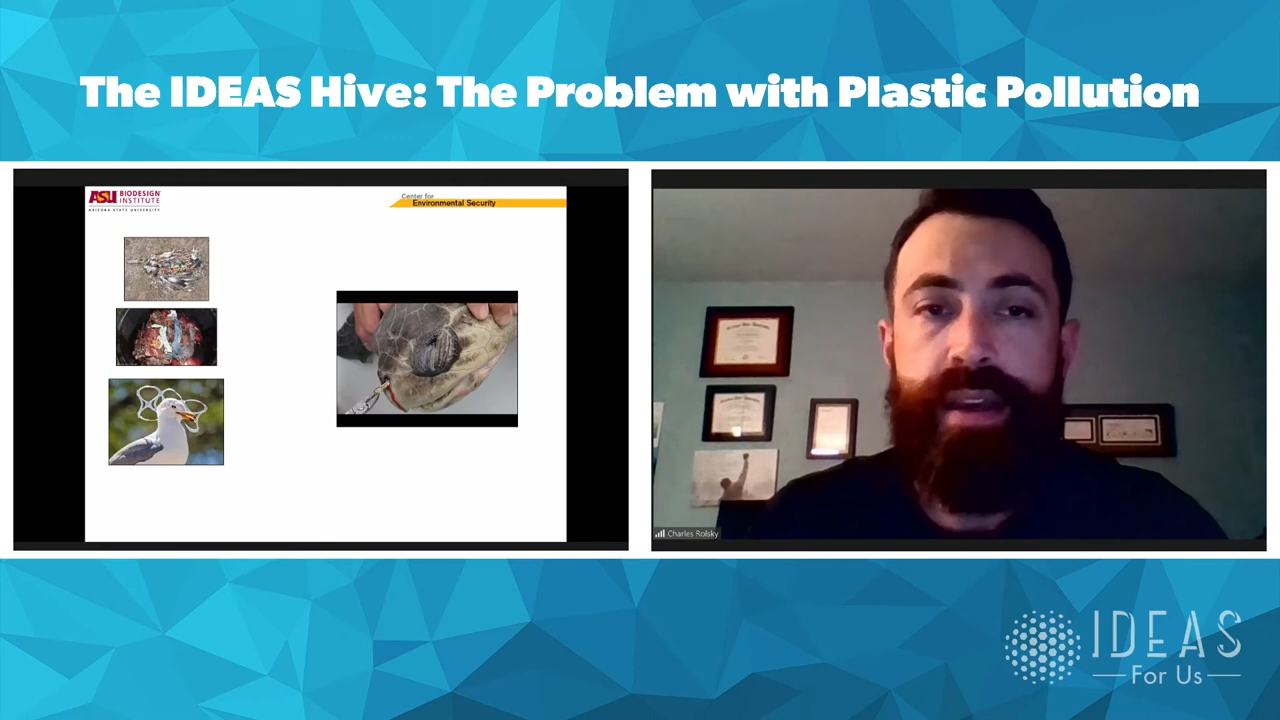 The IDEAS Hive: The Problem with Plastic Pollution
ASU BIODESIGN
INSTITUTE
ARIZONA STATE UNIVERSITY
Center for
Environmental Security
Charles Rolsky
IDEAS
For Us